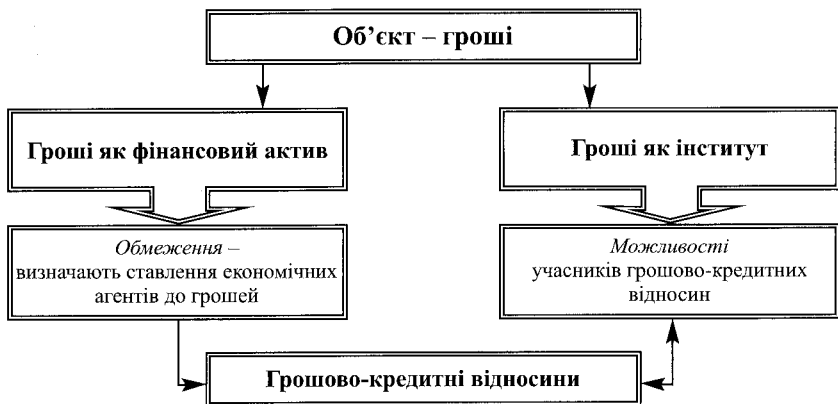 Об’єкт – гроші
Гроші як фінансовий актив
Гроші як інститут
Обмеження –
визначають ставлення економічних
агентів до грошей
Можливості
учасників грошово-кредитних
відносин
Грошово-кредитні відносини